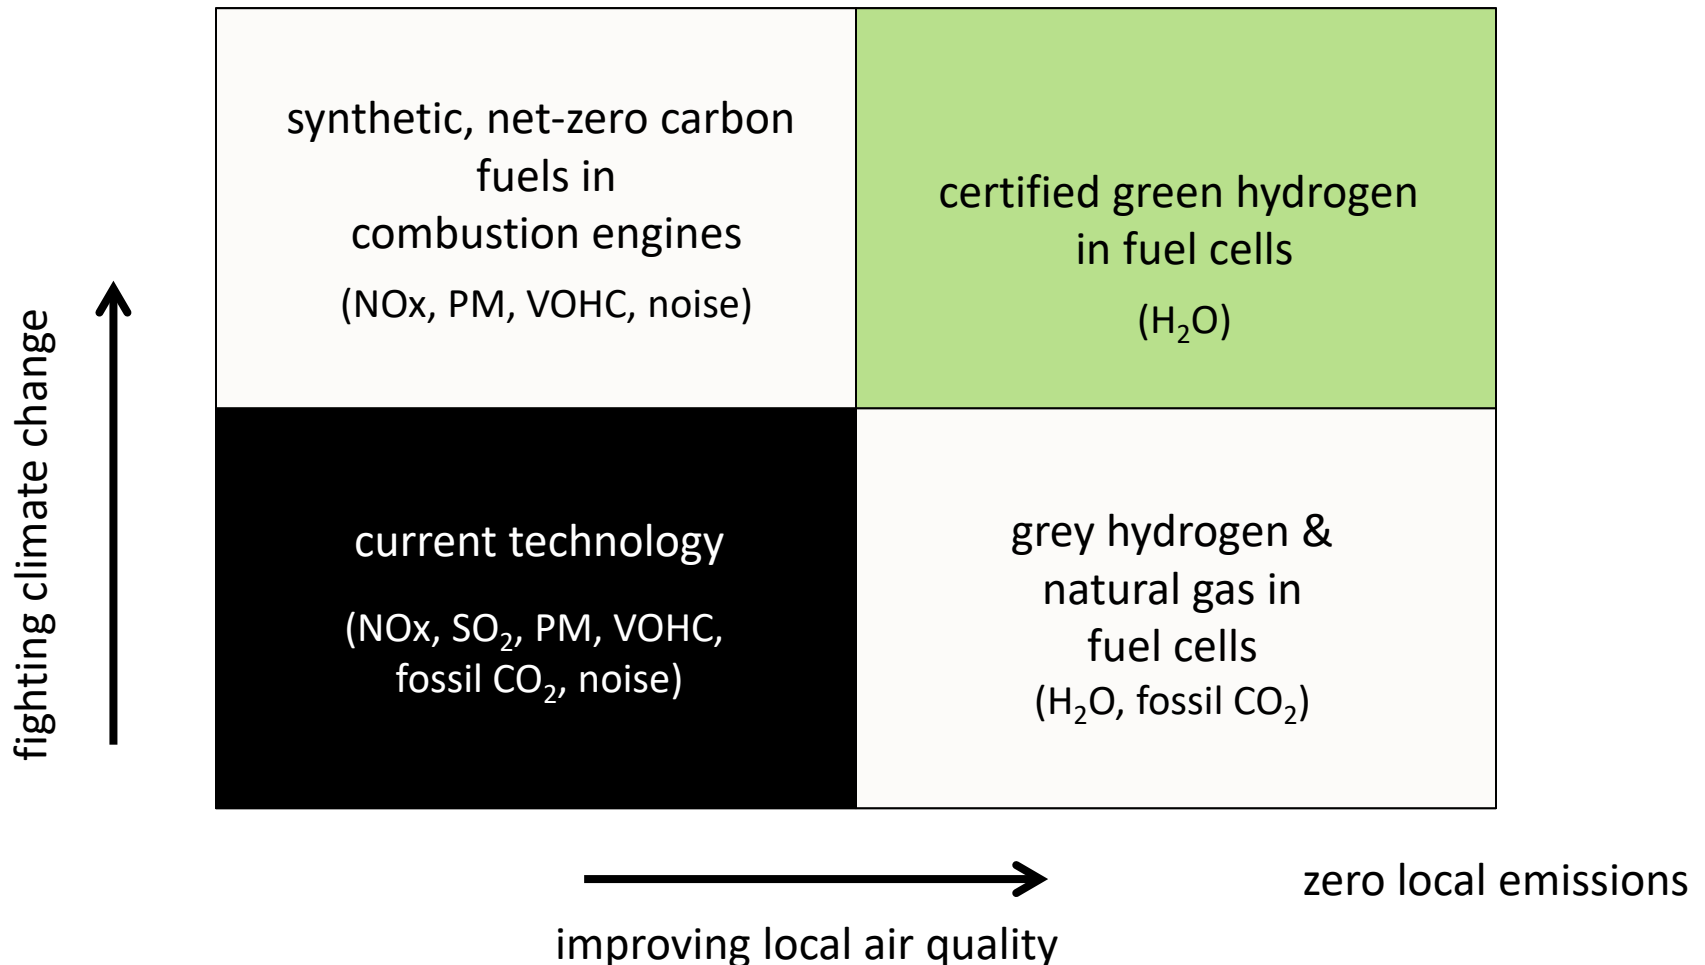 synthetic, net-zero carbon
fuels in
combustion engines
(NOx, PM, VOHC, noise)
certified green hydrogen
in fuel cells
(H₂O)
fighting climate change
current technology
(NOx, SO₂, PM, VOHC,
fossil CO₂, noise)
grey hydrogen &
natural gas in
fuel cells
(H₂O, fossil CO₂)
zero local emissions
improving local air quality